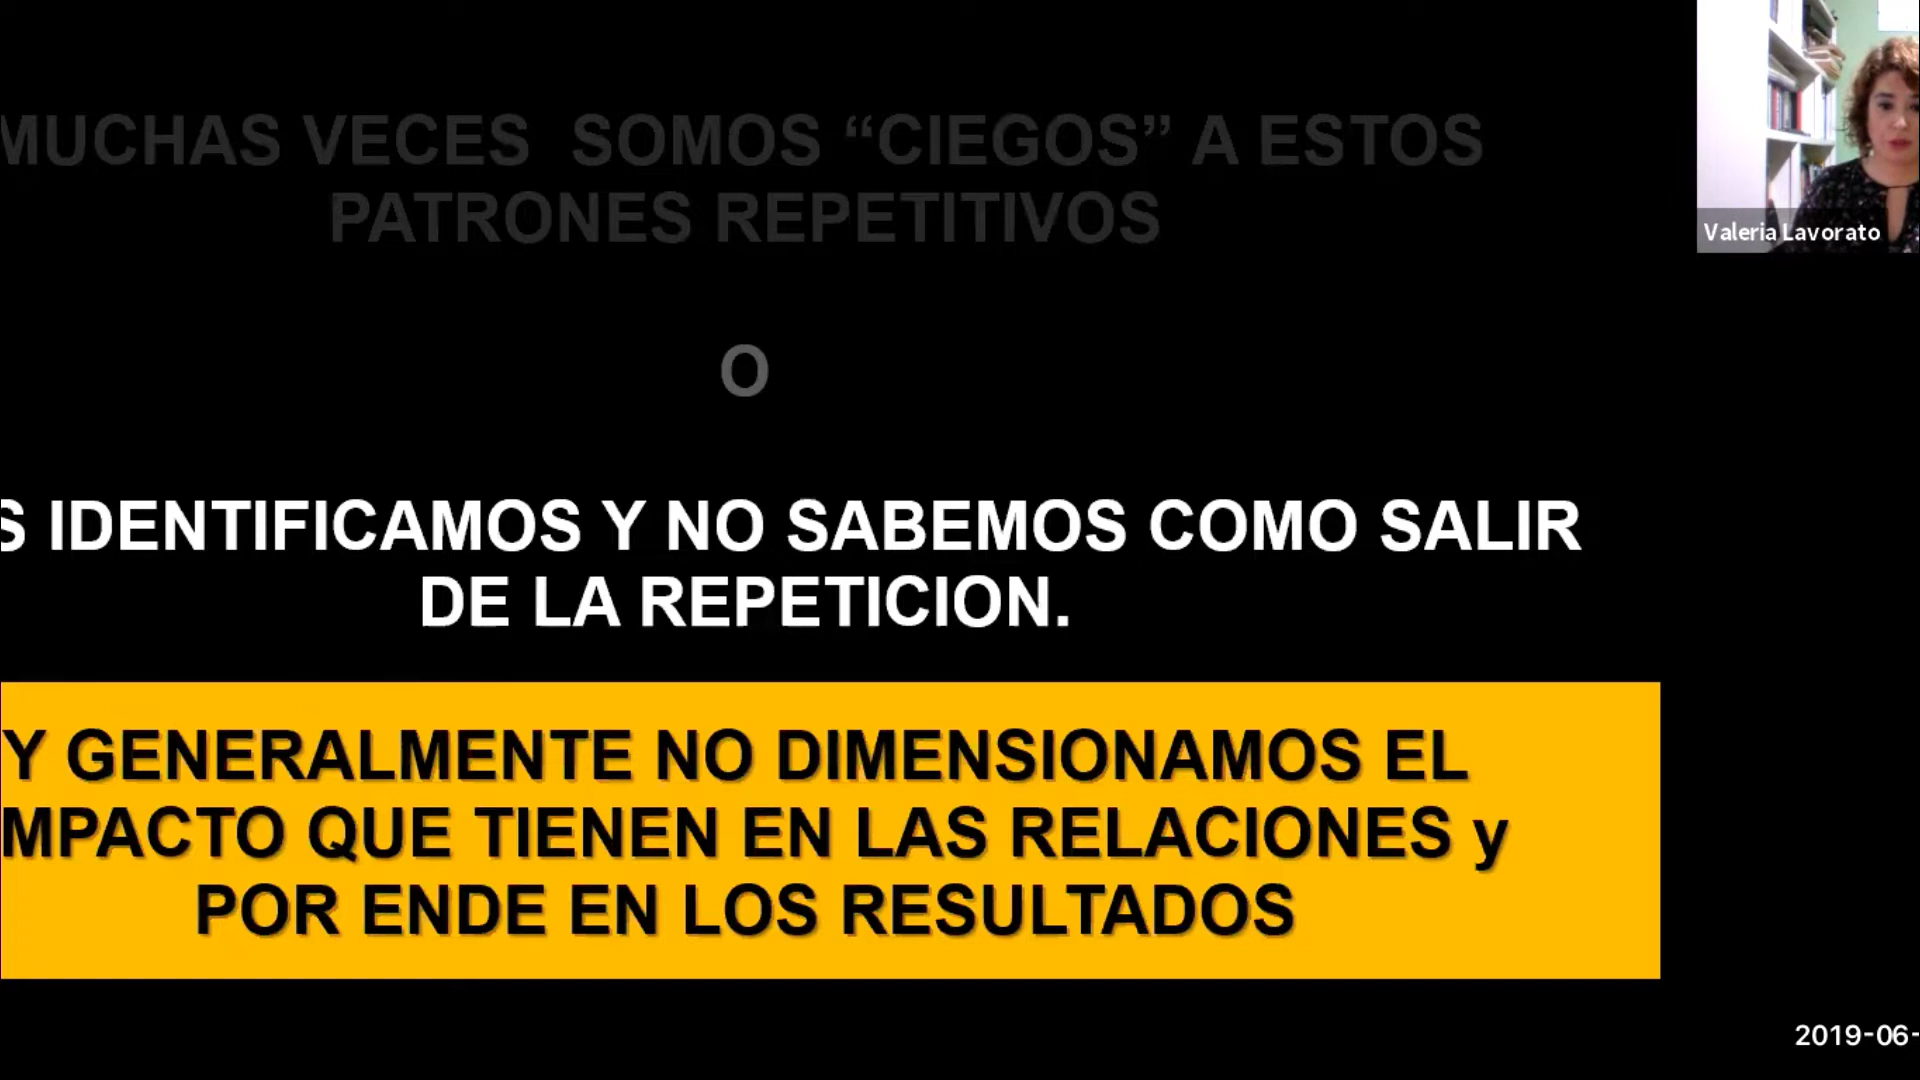 MUCHAS VECES SOMOS “CIEGOS” A ESTOS
PATRONES REPETITIVOS
O
S IDENTIFICAMOS Y NO SABEMOS COMO SALIR
DE LA REPETICION.
Y GENERALMENTE NO DIMENSIONAMOS EL
MPACTO QUE TIENEN EN LAS RELACIONES y
POR ENDE EN LOS RESULTADOS
Valeria Lavorato
2019-06-